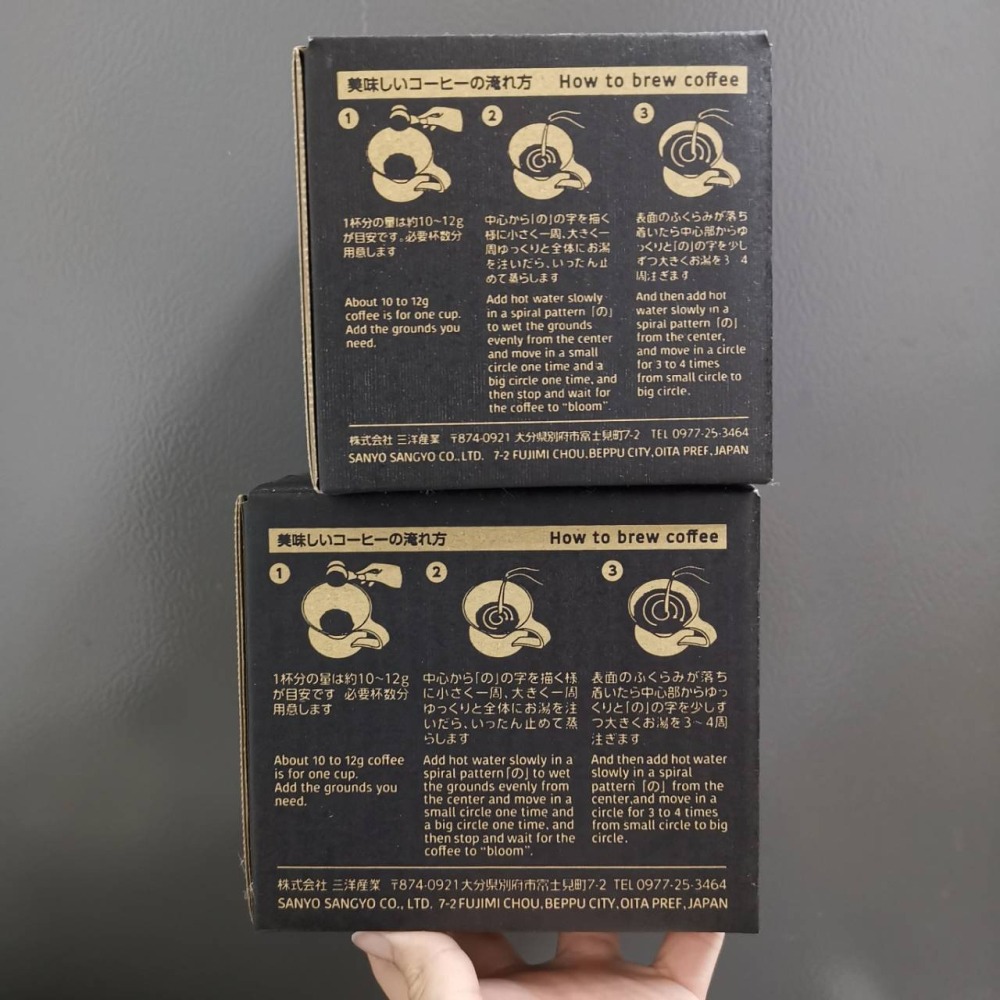 美味しいコーヒーの淹れ方 How to brew coffee
1
2
3
1杯分の量は約10~12g
が目安です。必要杯数分
用意します
中心から「の」の字を描く
様に小さく一周、大きく一
周ゆっくりと全体にお湯
を注いだら、いったん止
めて蒸らします
表面のふくらみが落ち
着いたら中心部からゆ
っくりと「の」の字を少し
ずつ大きくお湯を3~4
周注ぎます
About 10 to 12g
coffee is for one cup.
Add the grounds you
need.
Add hot water slowly
in a spiral pattern「の」
to wet the grounds
evenly from the center
and move in a small
circle one time and a
big circle one time, and
then stop and wait for
the coffee to "bloom".
And then add hot
water slowly in a
spiral pattern「の」
from the center,
and move in a circle
for 3 to 4 times
from small circle to
big circle.
株式会社 三洋産業 〒874-0921 大分県別府市富士見町7-2 TEL 0977-25-3464
SANYO SANGYO CO.,LTD. 7-2 FUJIMI CHOU,BEPPU CITY,OITA PREF,JAPAN
美味しいコーヒーの淹れ方 How to brew coffee
1
2
3
1杯分の量は約10~12g
が目安です 必要杯数分
用意します
中心から「の」の字を描く様
に小さく一周、大きく一周
ゆっくりと全体にお湯を注
いだら、いったん止めて蒸
らします
表面のふくらみが落ち
着いたら中心部からゆっ
くりと「の」の字を少しず
つ大きくお湯を3~4周
注ぎます
About 10 to 12g coffee
is for one cup.
Add the grounds you
need.
Add hot water slowly in a
spiral pattern「の」to wet
the grounds evenly from
the center and move in a
small circle one time and
a big circle one time, and
then stop and wait for the
coffee to "bloom".
And then add hot water
slowly in a spiral
pattern「の」from the
center,and move in a
circle for 3 to 4 times
from small circle to big
circle.
株式会社 三洋産業 〒874-0921大分県別府市富士見町7-2 TEL 0977-25-3464
SANYO SANGYO CO., LTD. 7-2 FUJIMI CHOU,BEPPU CITY,OITA PREF,JAPAN